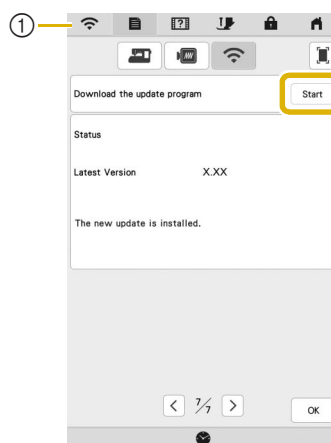 ①
Download the update program
Start
Status
Latest Version X.XX
The new update is installed.
7/7
OK